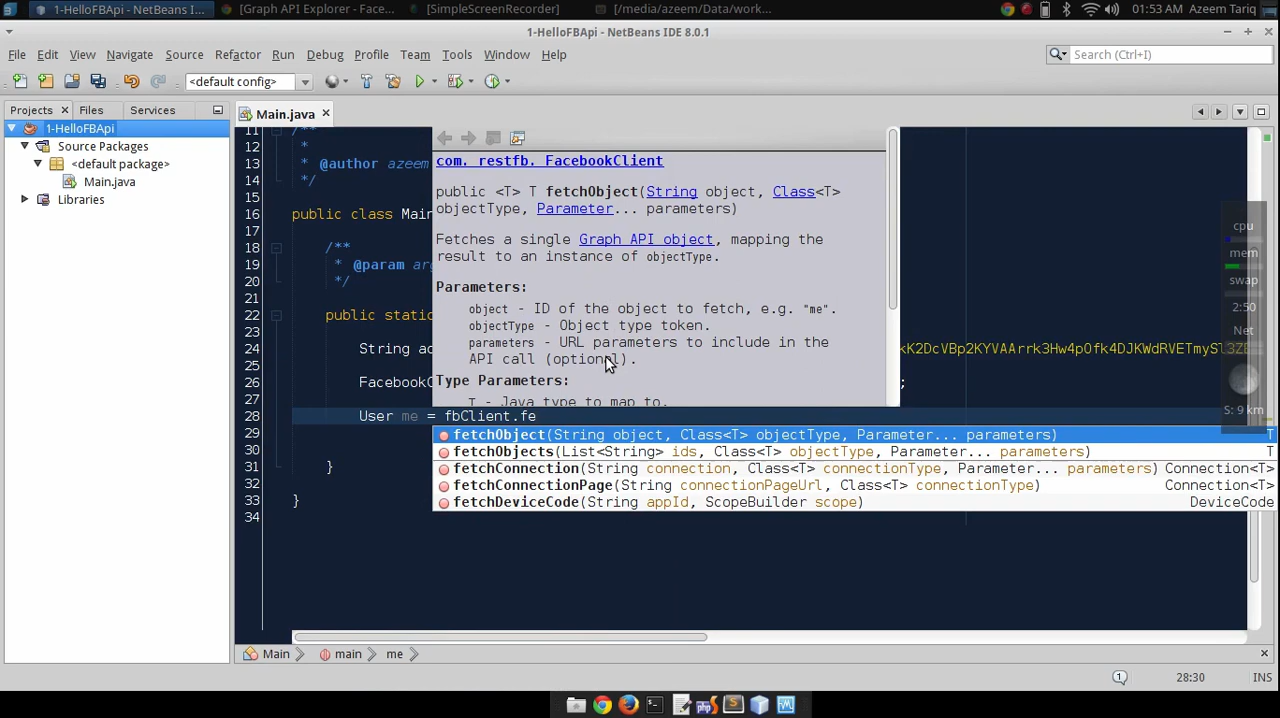 1-HelloFBApi - NetBeans I...
[Graph API Explorer - Face...
[SimpleScreenRecorder]
[/media/azeem/Data/work...
01:53 AM Azeem Tariq
1-HelloFBApi - NetBeans IDE 8.0.1
File Edit View Navigate Source Refactor Run Debug Profile Team Tools Window Help
Search (Ctrl+I)
<default config>
Projects Files Services
Main.java
1-HelloFBApi
Source Packages
<default package>
Main.java
Libraries
11 /**
12 *
13 * @author azeem
14 */
15
16 public class Main
17
18 /**
19 * @param arg
20 */
21
22 public static
23
24 String ac kK2DcVBp2KYVAArrk3Hw4pOfk4DJKWdRVETmySl3ZE
25
26 FacebookC ;
27
28 User me = fbClient.fe
29
30
31 }
32
33 }
34
com. restfb. FacebookClient
public <T> T fetchObject(String object, Class<T>
objectType, Parameter... parameters)
Fetches a single Graph API object, mapping the
result to an instance of objectType.
Parameters:
object - ID of the object to fetch, e.g. "me".
objectType - Object type token.
parameters - URL parameters to include in the
API call (optional).
Type Parameters:
T - Java type to map to.
fetchObject(String object, Class<T> objectType, Parameter... parameters) T
fetchObjects(List<String> ids, Class<T> objectType, Parameter... parameters) T
fetchConnection(String connection, Class<T> connectionType, Parameter... parameters) Connection<T>
fetchConnectionPage(String connectionPageUrl, Class<T> connectionType) Connection<T>
fetchDeviceCode(String appId, ScopeBuilder scope) DeviceCode
cpu
mem
swap
2:50
Net
S: 9 km
Main main me
1
28:30 INS
php